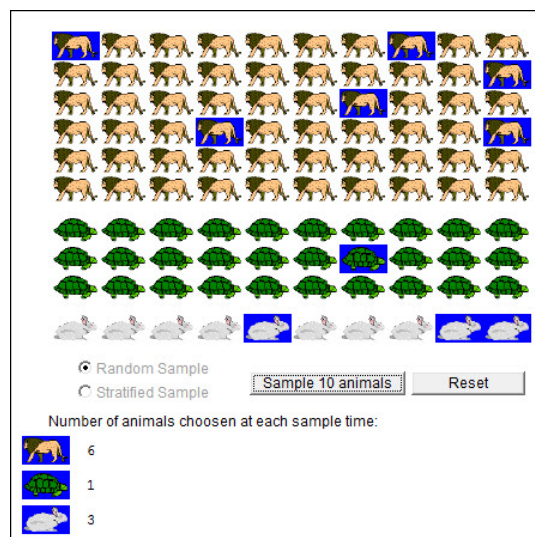 Random Sample
Stratified Sample
Sample 10 animals
Reset
Number of animals choosen at each sample time:
6
1
3